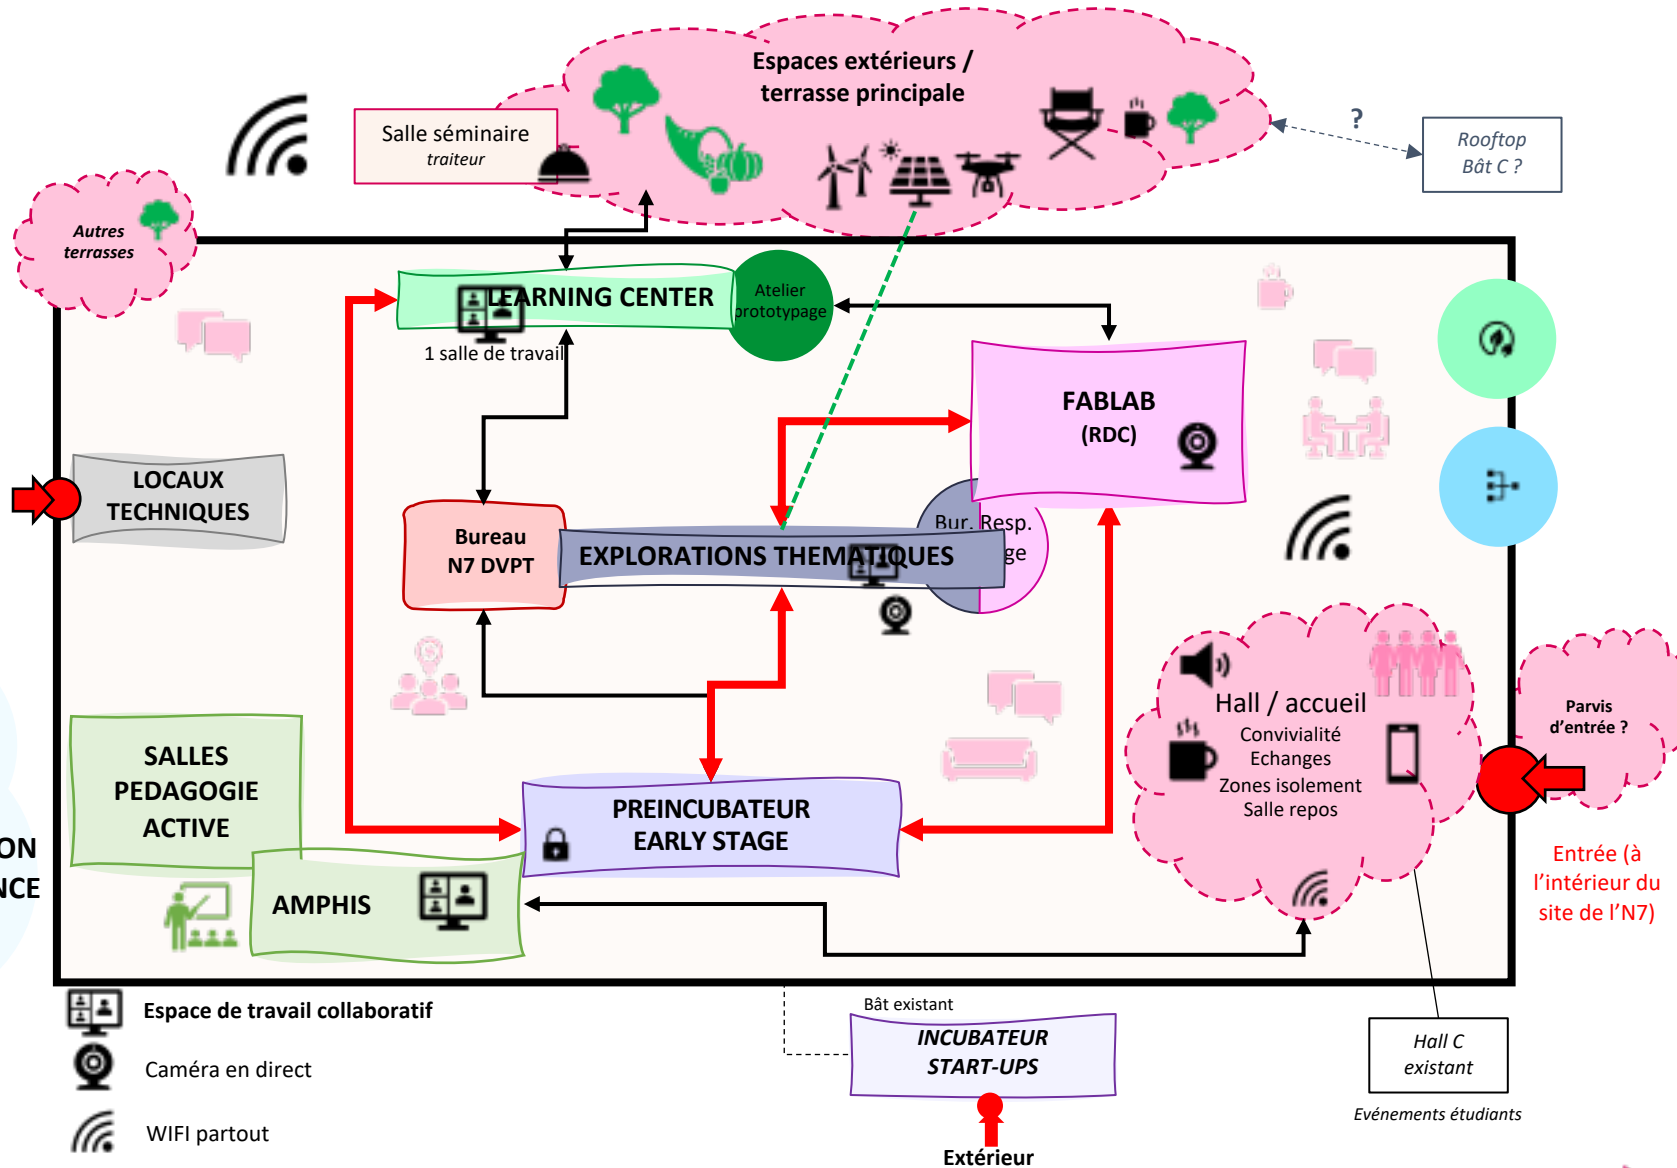 Espaces extérieurs /
terrasse principale
Salle séminaire
traiteur
?
Rooftop
Bât C ?
Autres
terrasses
LEARNING CENTER
Atelier
prototypage
1 salle de travail
FABLAB
(RDC)
LOCAUX
TECHNIQUES
Bureau
N7 DVPT
EXPLORATIONS THEMATIQUES
Bur. Resp.
ge
Hall / accueil
Convivialité
Echanges
Zones isolement
Salle repos
Parvis
d'entrée ?
SALLES
PEDAGOGIE
ACTIVE
PREINCUBATEUR
EARLY STAGE
ON
NCE
AMPHIS
Entrée (à
l'intérieur du
site de l'N7)
Espace de travail collaboratif
Bât existant
INCUBATEUR
START-UPS
Hall C
existant
Caméra en direct
Evénements étudiants
WIFI partout
Extérieur